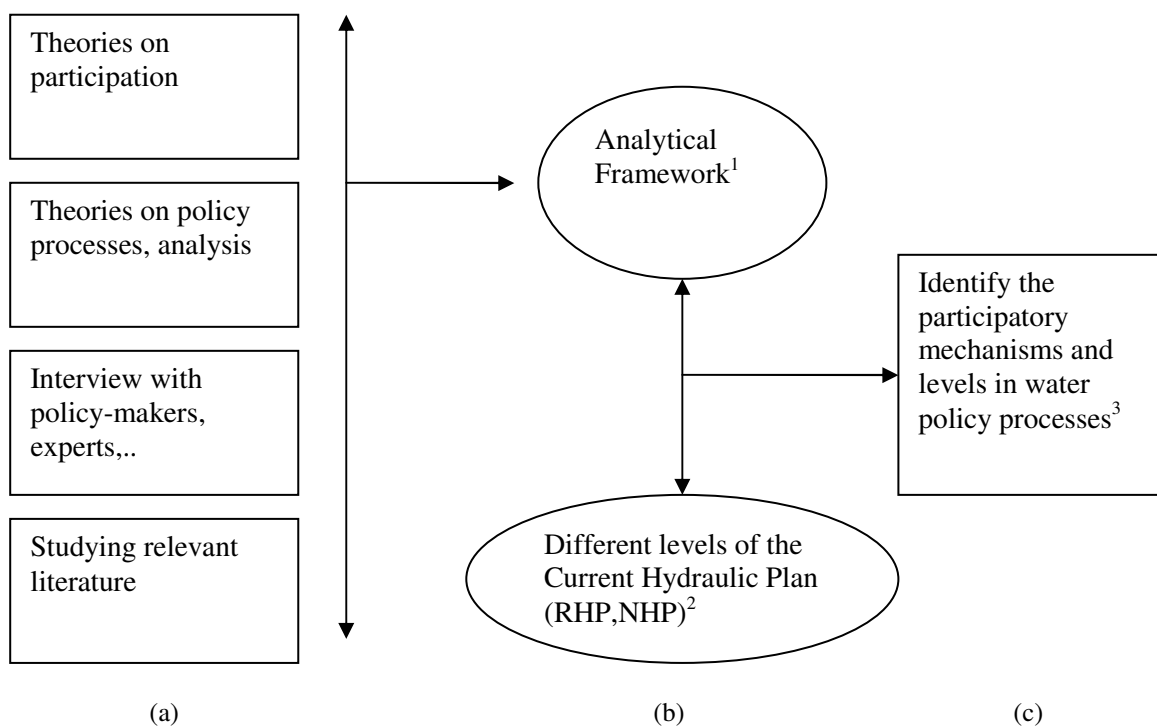 Theories on
participation
Theories on policy
processes, analysis
Interview with
policy-makers,
experts,..
Studying relevant
literature
Analytical
Framework¹
Different levels of the
Current Hydraulic Plan
(RHP,NHP)²
Identify the
participatory
mechanisms and
levels in water
policy processes³
(a)
(b)
(c)